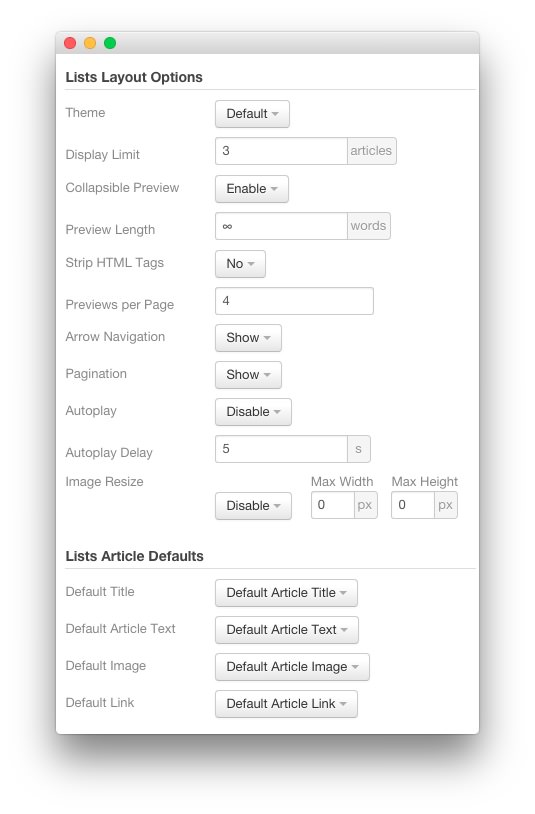 Lists Layout Options
Theme Default
Display Limit 3 articles
Collapsible Preview Enable
Preview Length ∞ words
Strip HTML Tags No
Previews per Page 4
Arrow Navigation Show
Pagination Show
Autoplay Disable
Autoplay Delay 5 s
Image Resize Max Width Max Height
Disable 0 px 0 px
Lists Article Defaults
Default Title Default Article Title
Default Article Text Default Article Text
Default Image Default Article Image
Default Link Default Article Link